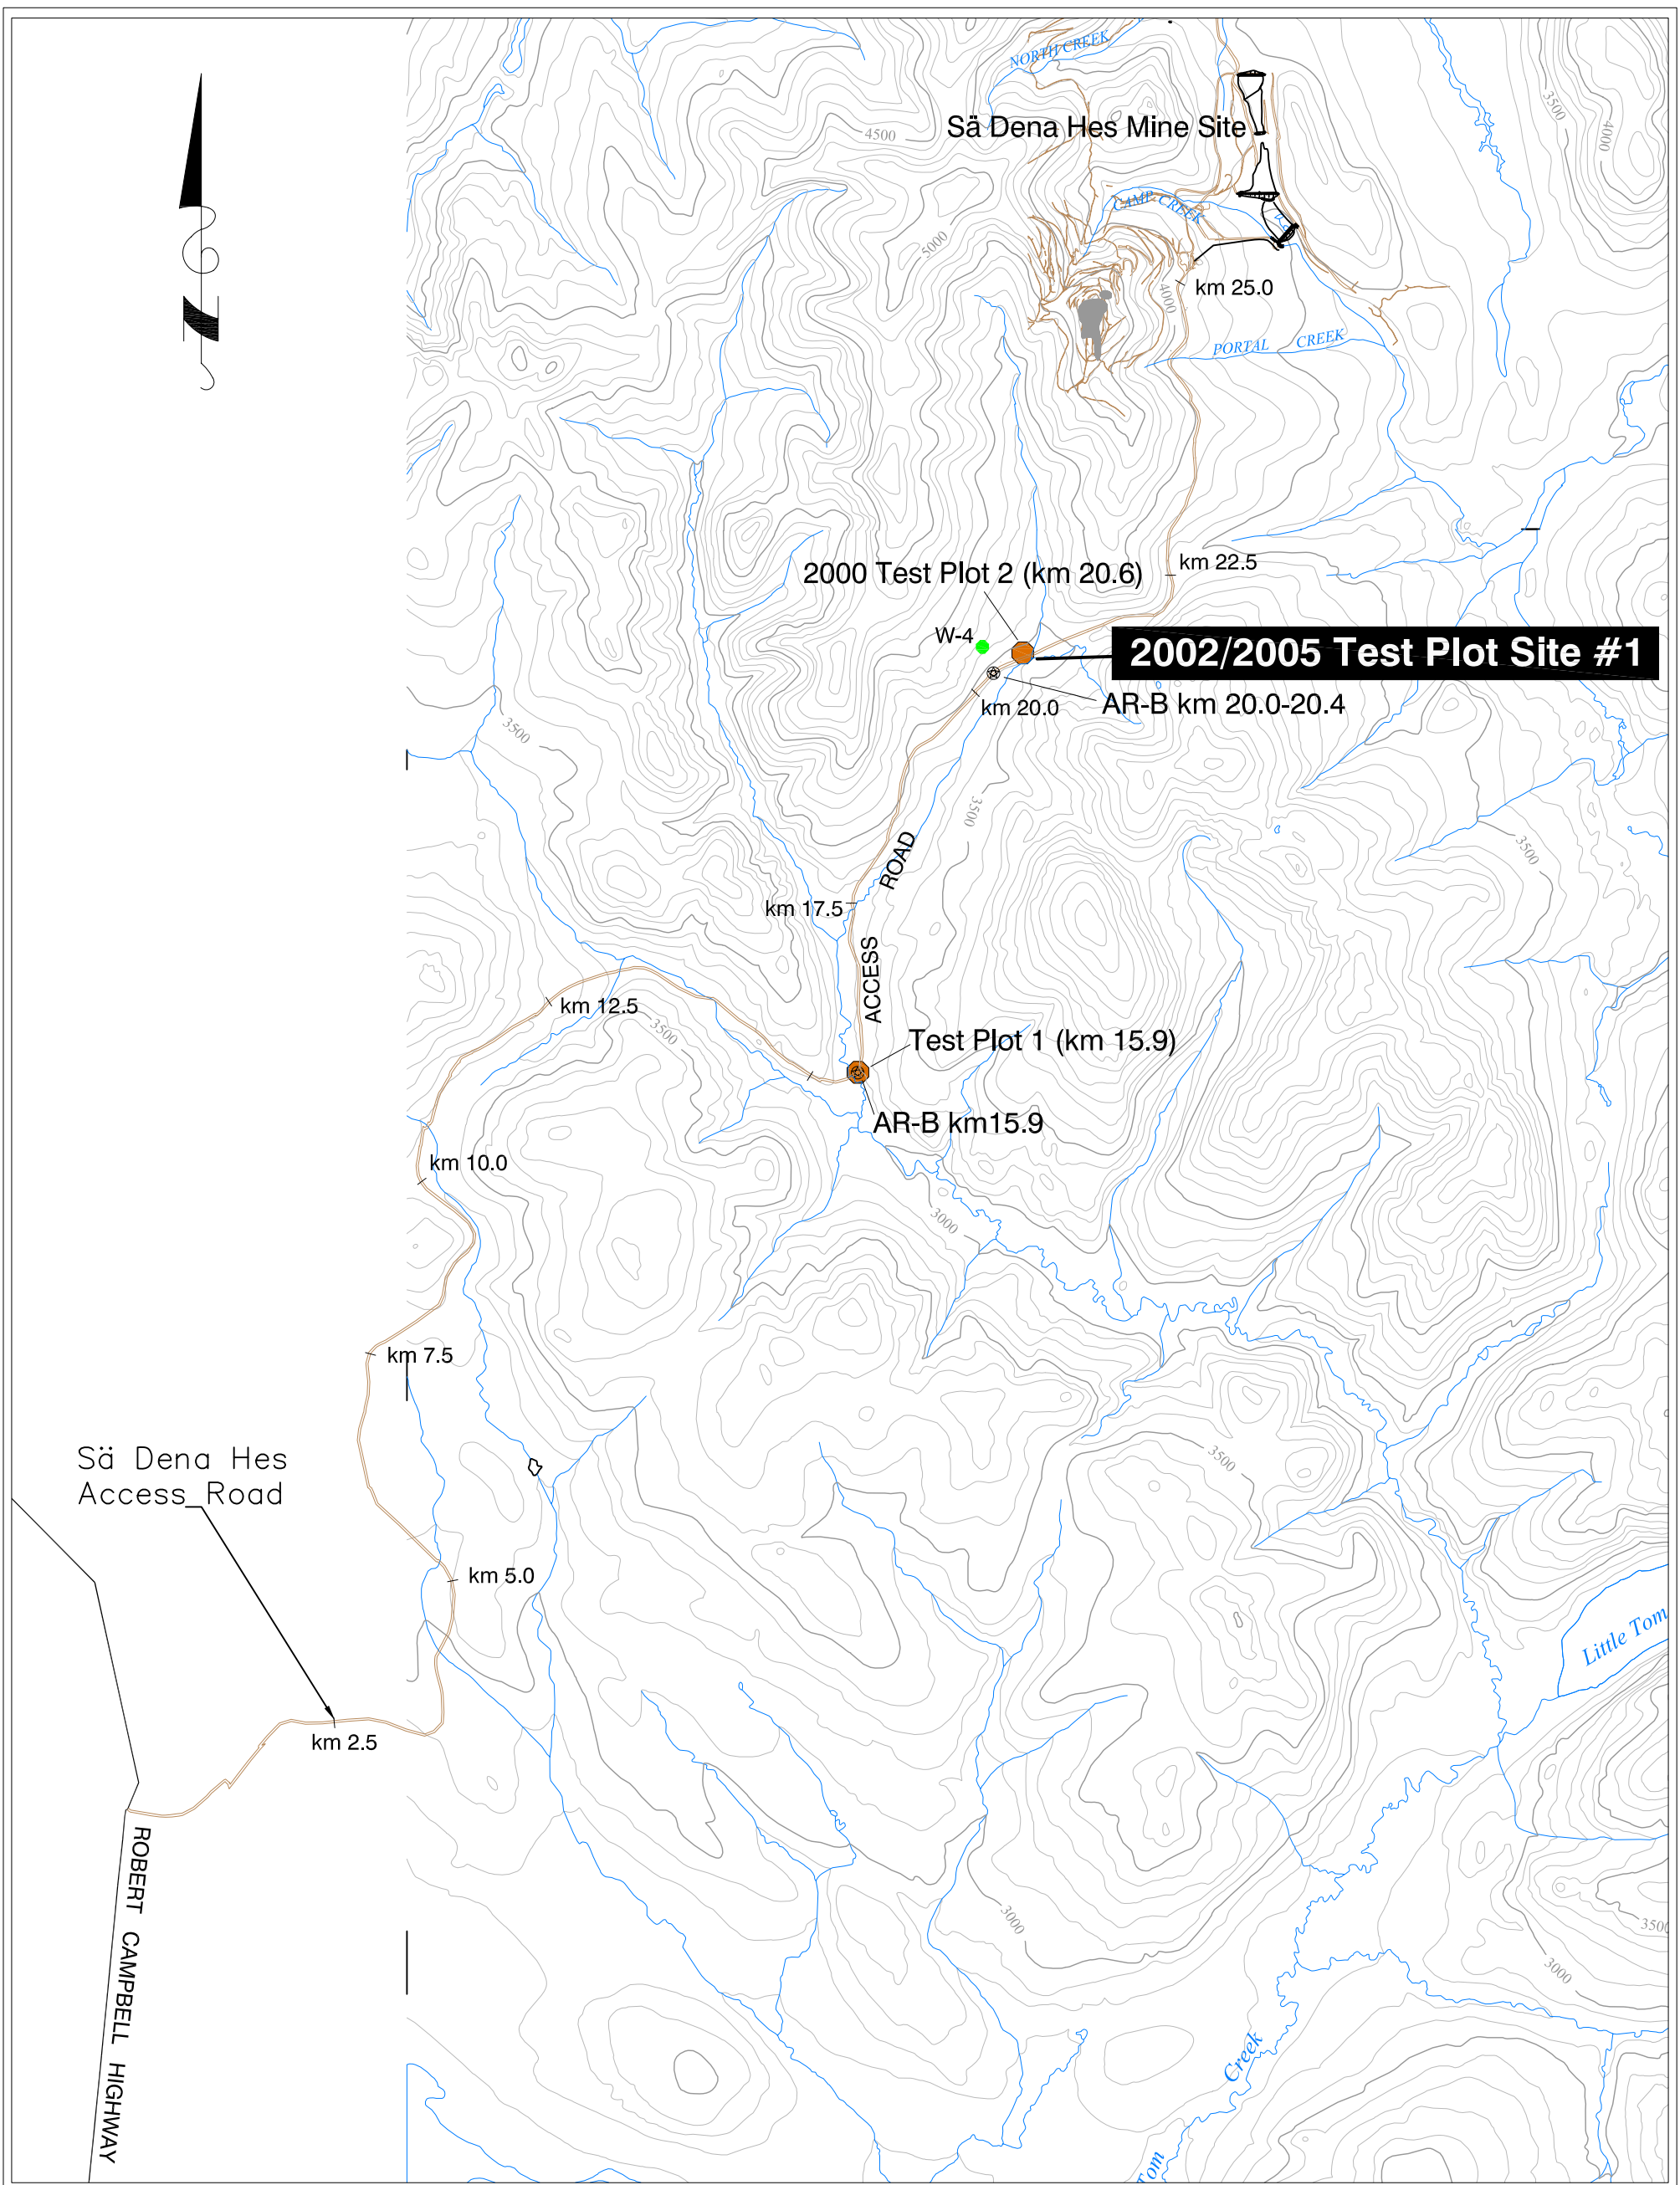 NORTH CREEK
3500
4000
4500
Sä Dena Hes Mine Site
CAMP CREEK
5000
4000
km 25.0
PORTAL CREEK
km 22.5
2000 Test Plot 2 (km 20.6)
W-4
2002/2005 Test Plot Site #1
km 20.0
AR-B km 20.0-20.4
3500
3500
3500
ROAD
km 17.5
ACCESS
km 12.5
3500
Test Plot 1 (km 15.9)
AR-B km15.9
km 10.0
3000
km 7.5
Sä Dena Hes
Access Road
3500
km 5.0
Little Tom
km 2.5
ROBERT CAMPBELL HIGHWAY
3000
3500
3000
Creek
Tom